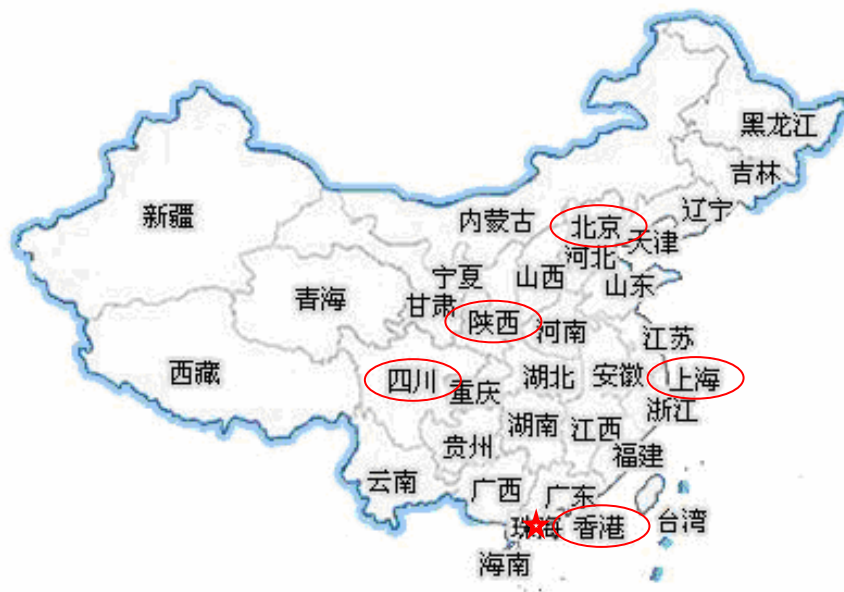 黑龙江
吉林
辽宁
新疆
内蒙古
北京
天津
河北
宁夏
山西
山东
青海
甘肃
陕西
河南
江苏
西藏
四川
重庆
湖北
安徽
上海
浙江
贵州
湖南
江西
福建
云南
广西
广东
珠海
香港
台湾
海南